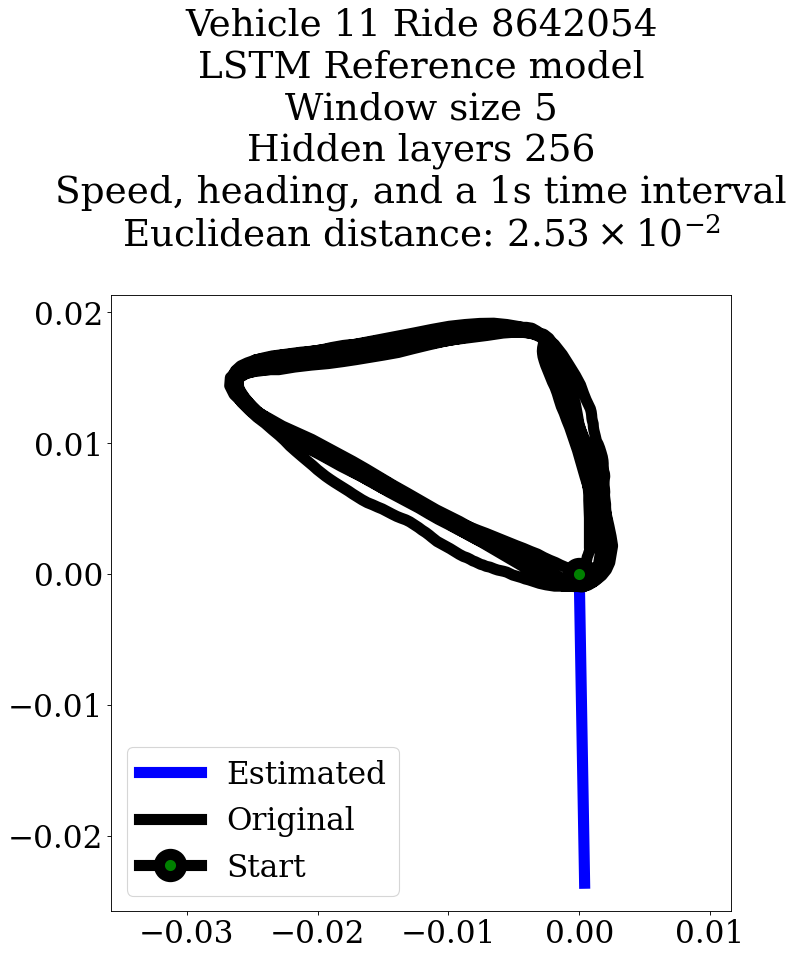 Vehicle 11 Ride 8642054
LSTM Reference model
Window size 5
Hidden layers 256
Speed, heading, and a 1s time interval
Euclidean distance: 2.53 × 10⁻²
0.02
0.01
0.00
−0.01
−0.02
Estimated
Original
Start
−0.03 −0.02 −0.01 0.00 0.01